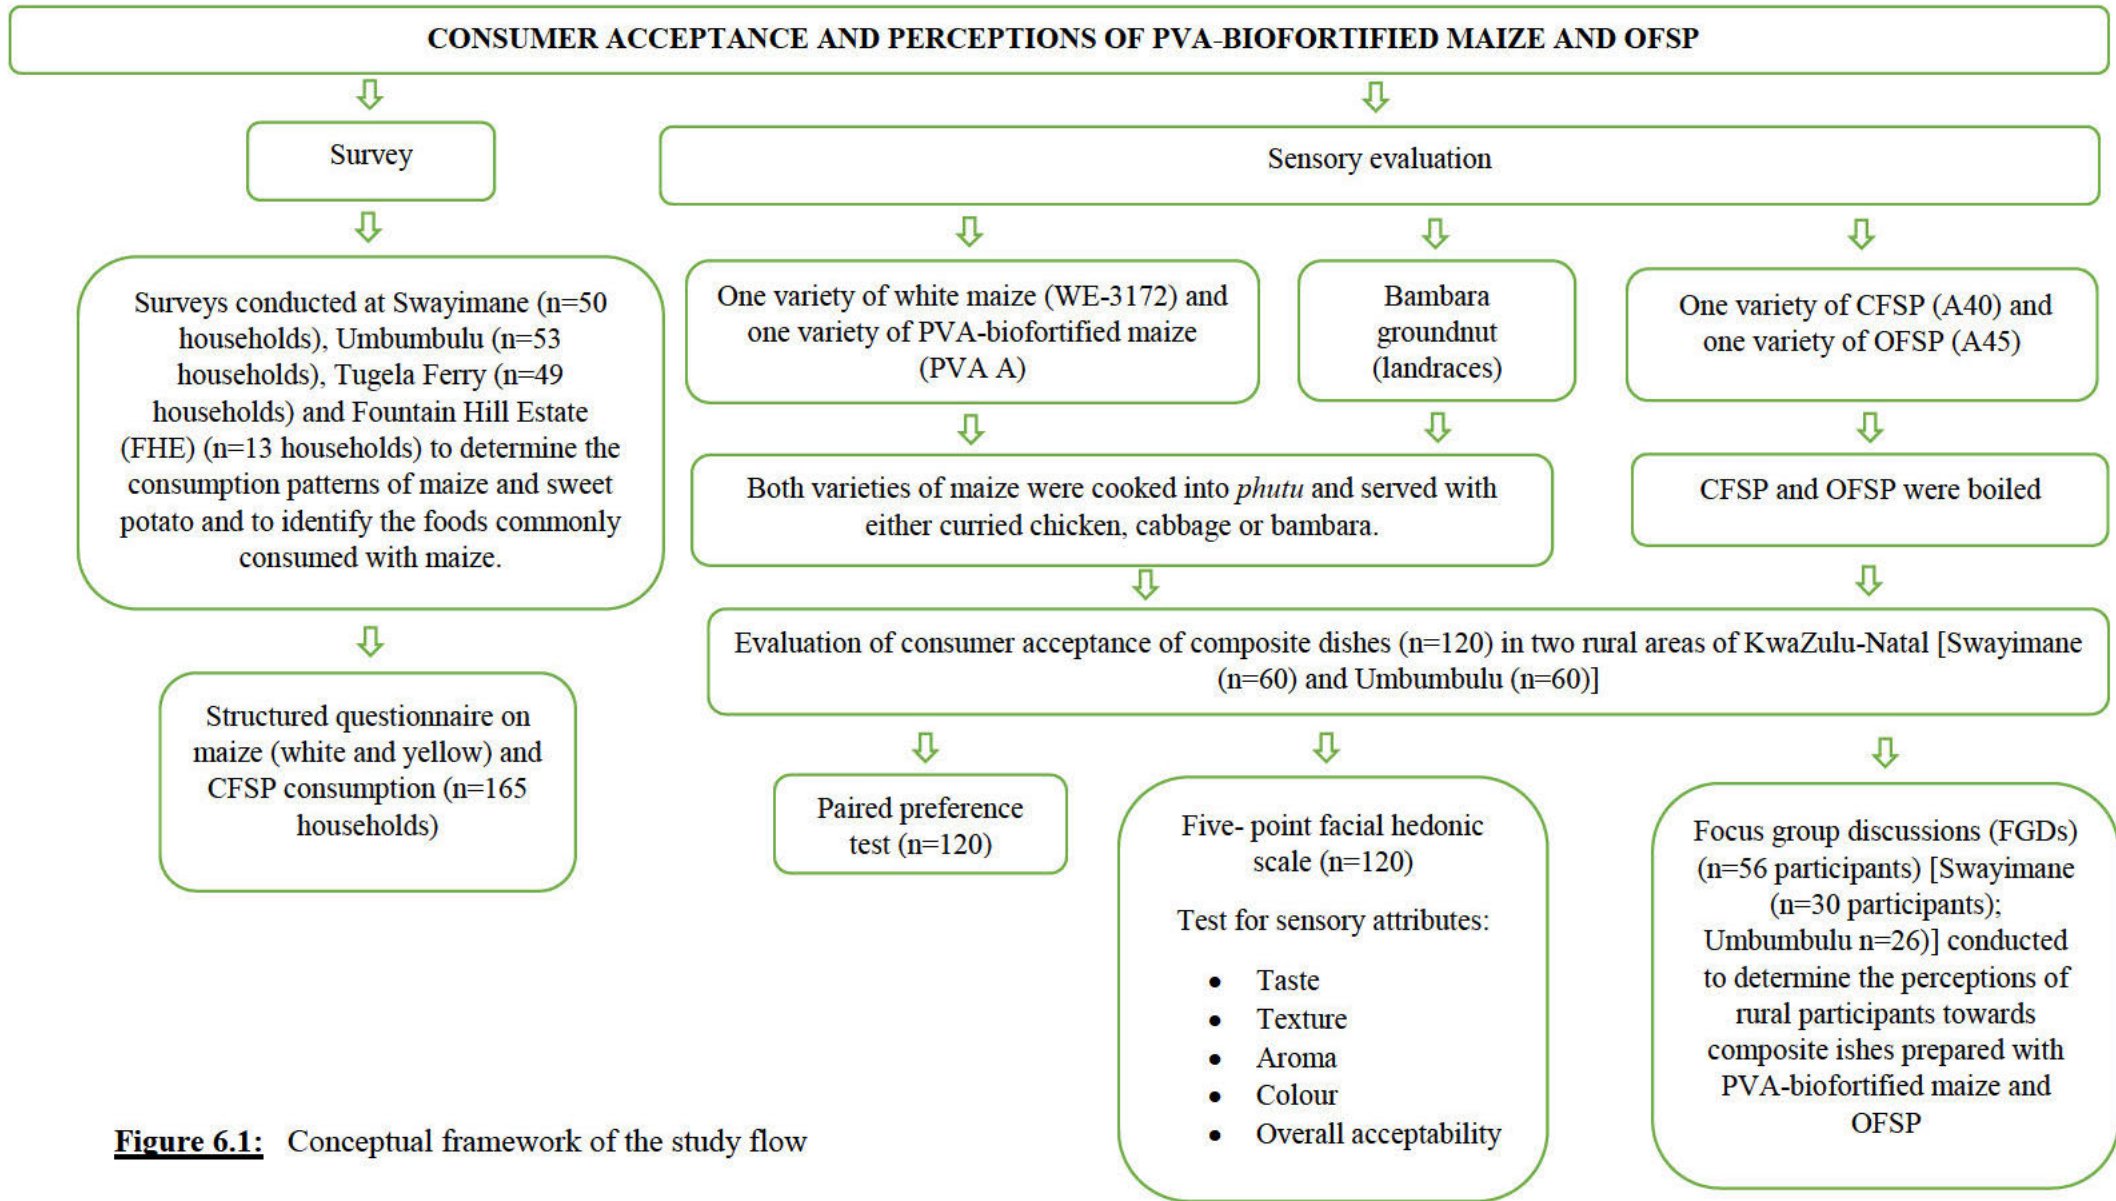 CONSUMER ACCEPTANCE AND PERCEPTIONS OF PVA-BIOFORTIFIED MAIZE AND OFSP
Survey
Surveys conducted at Swayimane (n=50
households), Umbumbulu (n=53
households), Tugela Ferry (n=49
households) and Fountain Hill Estate
(FHE) (n=13 households) to determine the
consumption patterns of maize and sweet
potato and to identify the foods commonly
consumed with maize.
Structured questionnaire on
maize (white and yellow) and
CFSP consumption (n=165
households)
Sensory evaluation
One variety of white maize (WE-3172) and
one variety of PVA-biofortified maize
(PVA A)
Bambara
groundnut
(landraces)
One variety of CFSP (A40) and
one variety of OFSP (A45)
Both varieties of maize were cooked into phutu and served with
either curried chicken, cabbage or bambara.
CFSP and OFSP were boiled
Evaluation of consumer acceptance of composite dishes (n=120) in two rural areas of KwaZulu-Natal [Swayimane
(n=60) and Umbumbulu (n=60)]
Paired preference
test (n=120)
Five- point facial hedonic
scale (n=120)
Test for sensory attributes:
• Taste
• Texture
• Aroma
• Colour
• Overall acceptability
Focus group discussions (FGDs)
(n=56 participants) [Swayimane
(n=30 participants);
Umbumbulu n=26)] conducted
to determine the perceptions of
rural participants towards
composite ishes prepared with
PVA-biofortified maize and
OFSP
Figure 6.1: Conceptual framework of the study flow